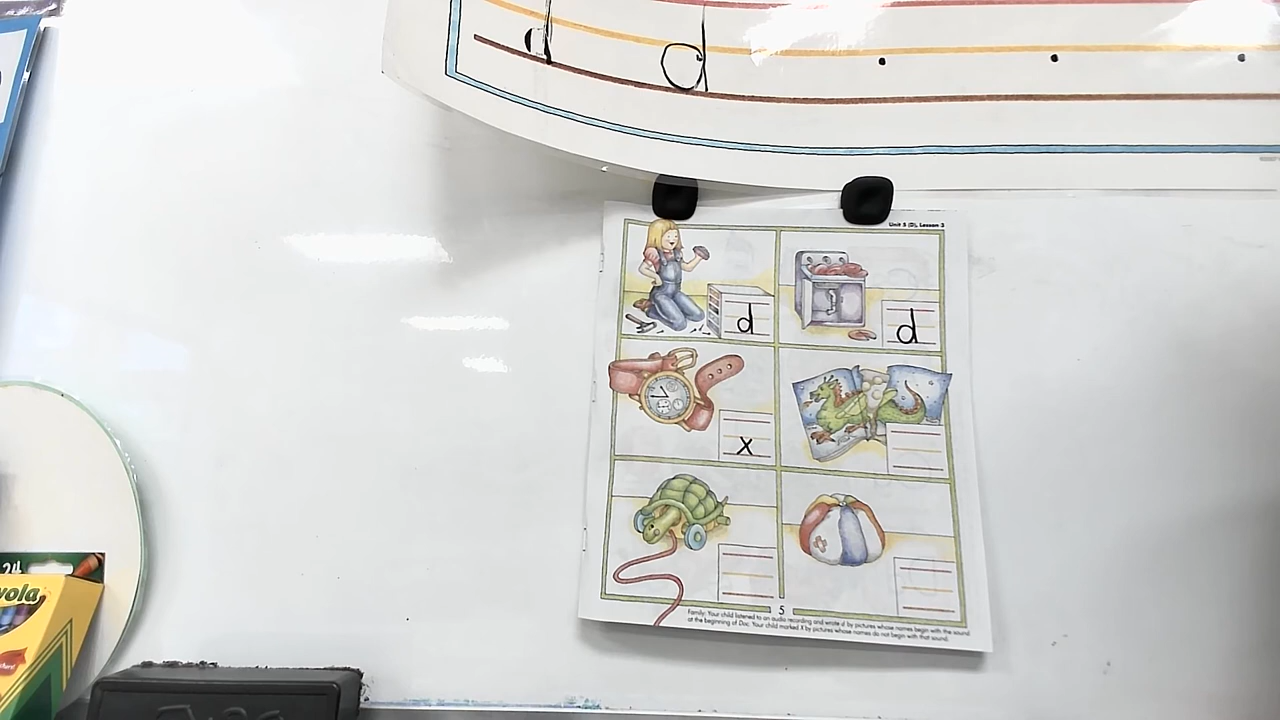 d d
Unit 5 (D), Lesson 3
d
d
x
5
Family: Your child listened to an audio recording and wrote d by pictures whose names begin with the sound
at the beginning of Doc. Your child marked X by pictures whose names do not begin with that sound.
24
yola